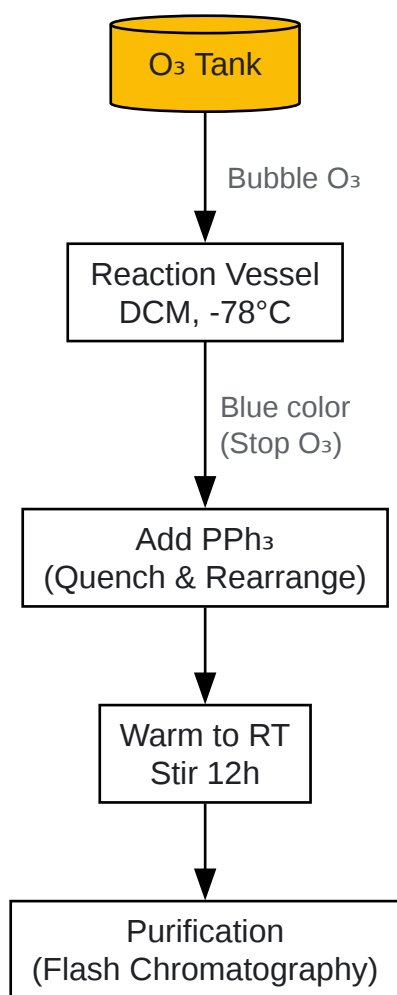 O₃ Tank
Bubble O₃
Reaction Vessel
DCM, -78°C
Blue color
(Stop O₃)
Add PPh₃
(Quench & Rearrange)
Warm to RT
Stir 12h
Purification
(Flash Chromatography)